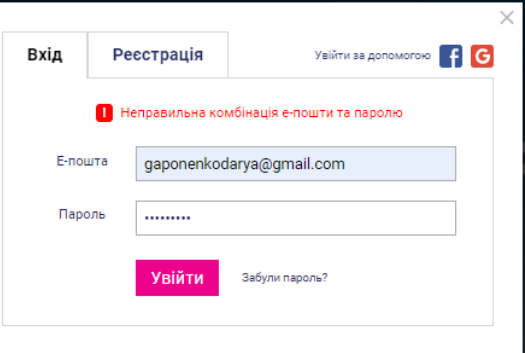 Вхід
Реєстрація
Увійти за допомогою f G
! Неправильна комбінація е-пошти та паролю
Е-пошта
gaponenkodarya@gmail.com
Пароль
•••••••••
Увійти
Забули пароль?